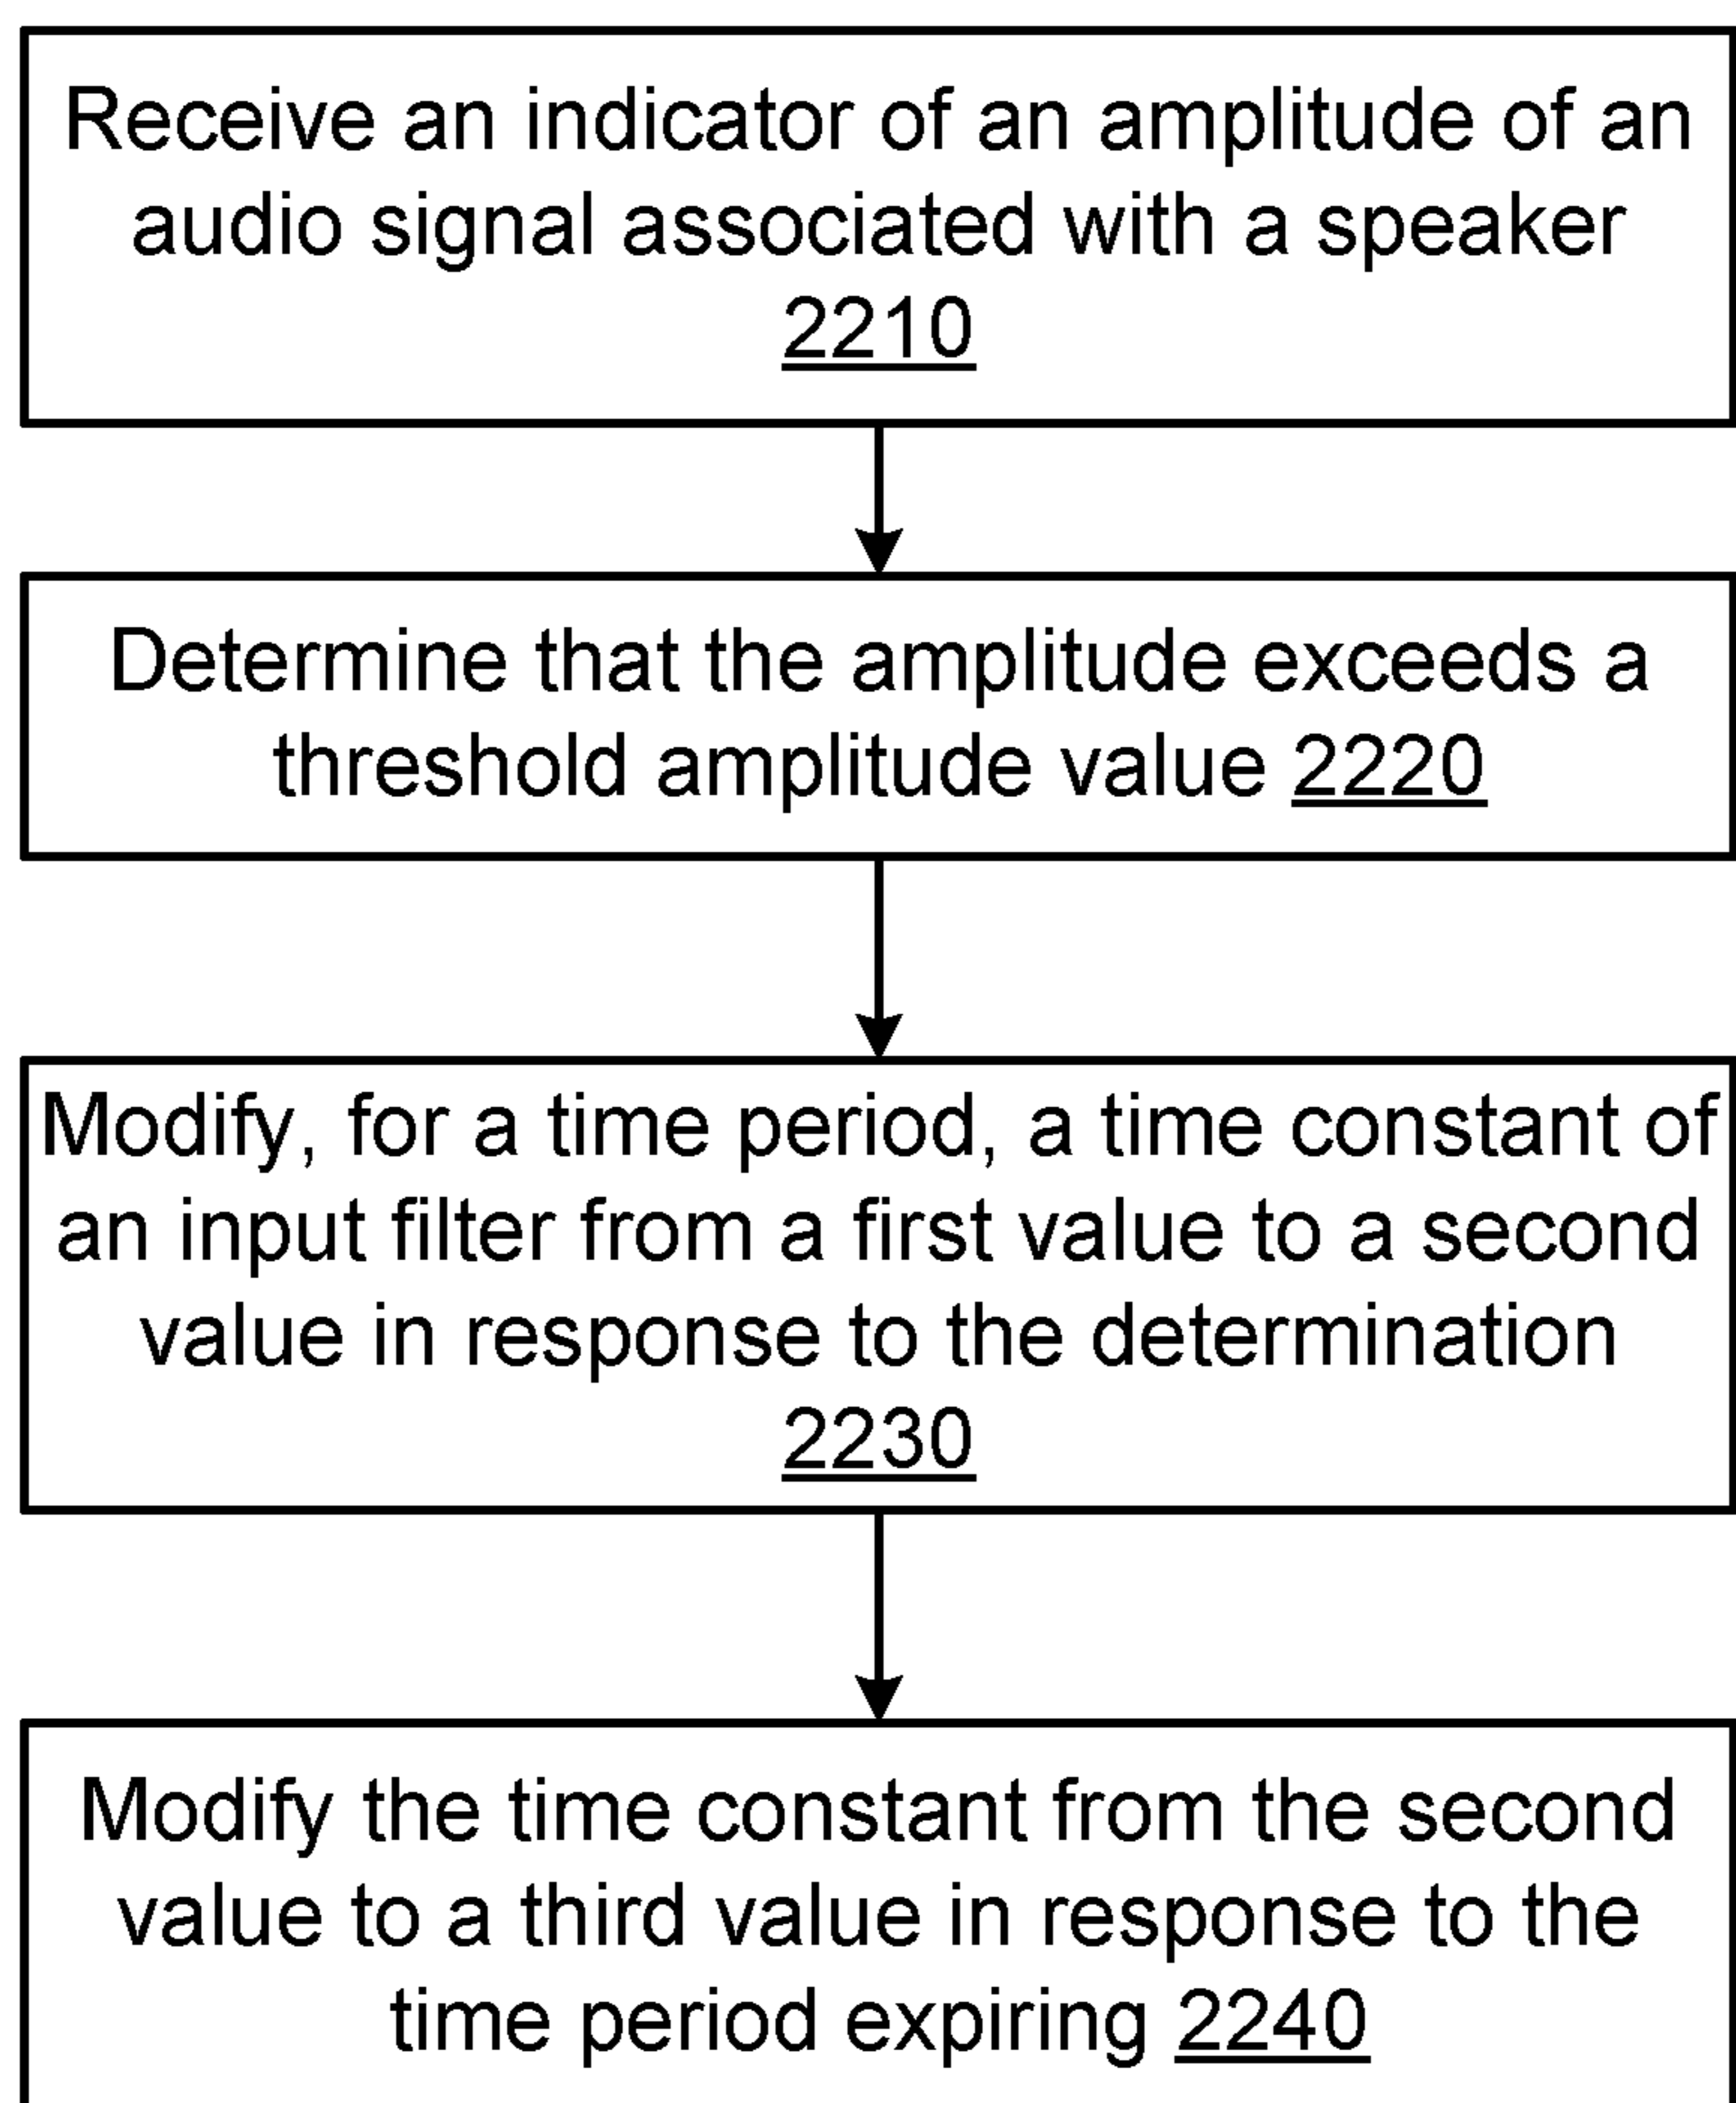 Receive an indicator of an amplitude of an
audio signal associated with a speaker
2210
Determine that the amplitude exceeds a
threshold amplitude value 2220
Modify, for a time period, a time constant of
an input filter from a first value to a second
value in response to the determination
2230
Modify the time constant from the second
value to a third value in response to the
time period expiring 2240